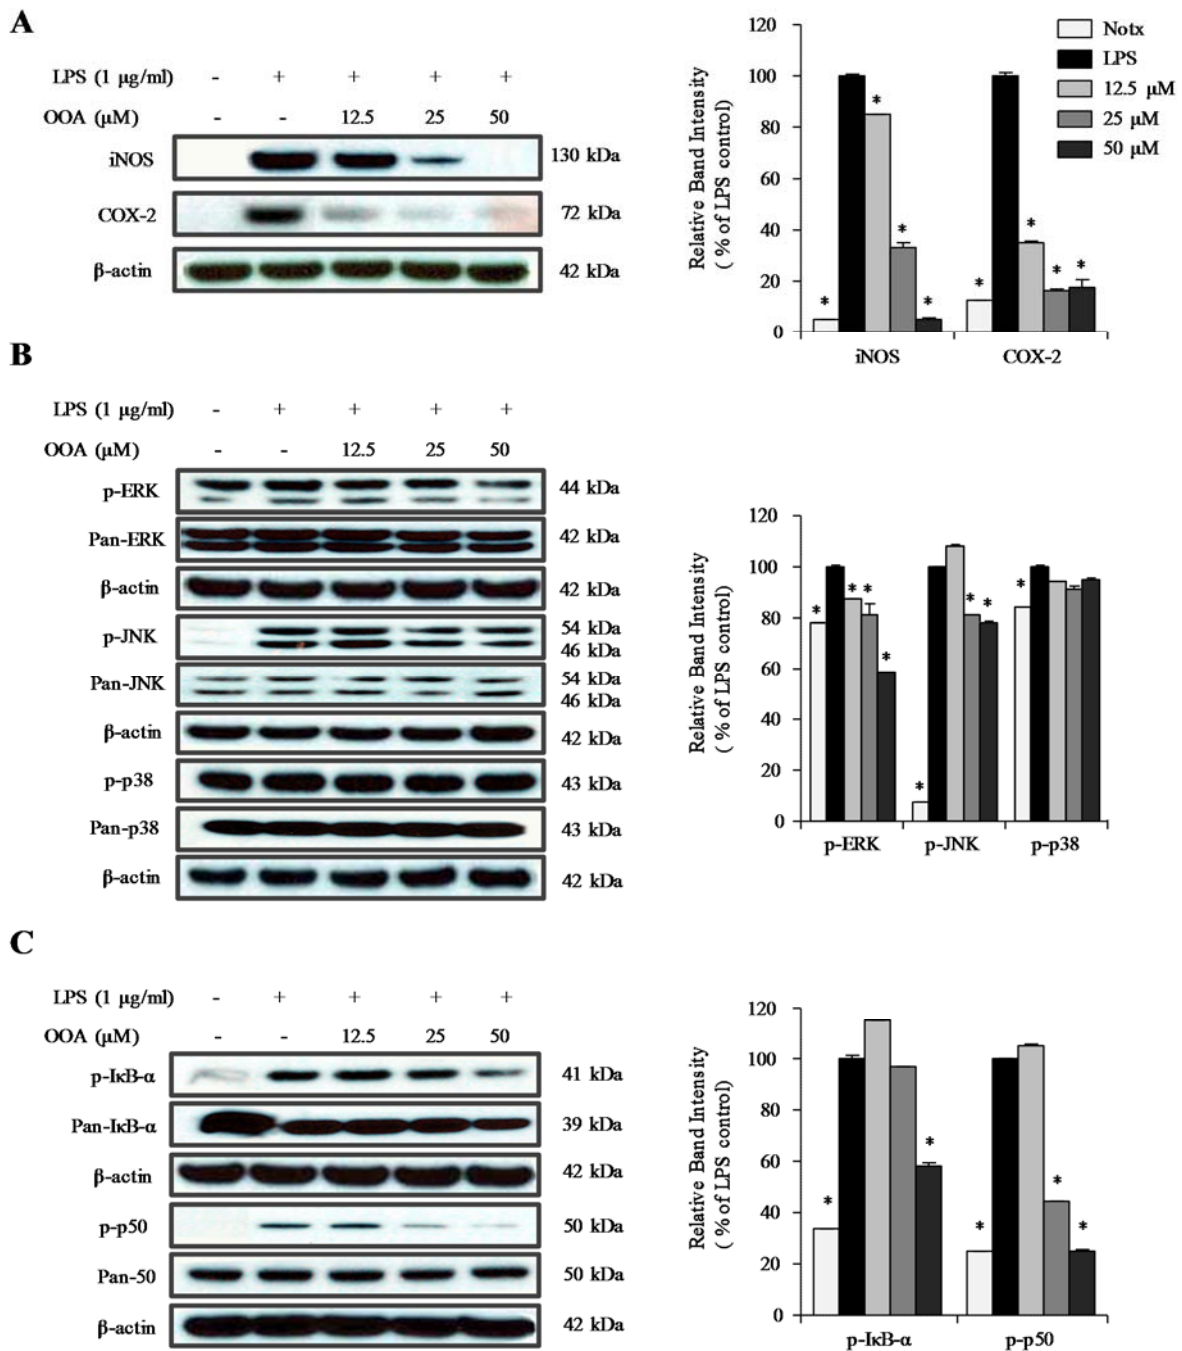 A
LPS (1 μg/ml) - + + + +
OOA (μM) - - 12.5 25 50
iNOS 130 kDa
COX-2 72 kDa
β-actin 42 kDa
Relative Band Intensity
( % of LPS control)
120
100
80
60
40
20
0
* * * * * * * *
iNOS COX-2
Notx
LPS
12.5 μM
25 μM
50 μM
B
LPS (1 μg/ml) - + + + +
OOA (μM) - - 12.5 25 50
p-ERK 44 kDa
Pan-ERK 42 kDa
β-actin 42 kDa
p-JNK 54 kDa
46 kDa
Pan-JNK 54 kDa
46 kDa
β-actin 42 kDa
p-p38 43 kDa
Pan-p38 43 kDa
β-actin 42 kDa
Relative Band Intensity
( % of LPS control)
120
100
80
60
40
20
0
* * * * * * * *
p-ERK p-JNK p-p38
C
LPS (1 μg/ml) - + + + +
OOA (μM) - - 12.5 25 50
p-IκB-α 41 kDa
Pan-IκB-α 39 kDa
β-actin 42 kDa
p-p50 50 kDa
Pan-50 50 kDa
β-actin 42 kDa
Relative Band Intensity
( % of LPS control)
120
100
80
60
40
20
0
* * * * *
p-IκB-α p-p50